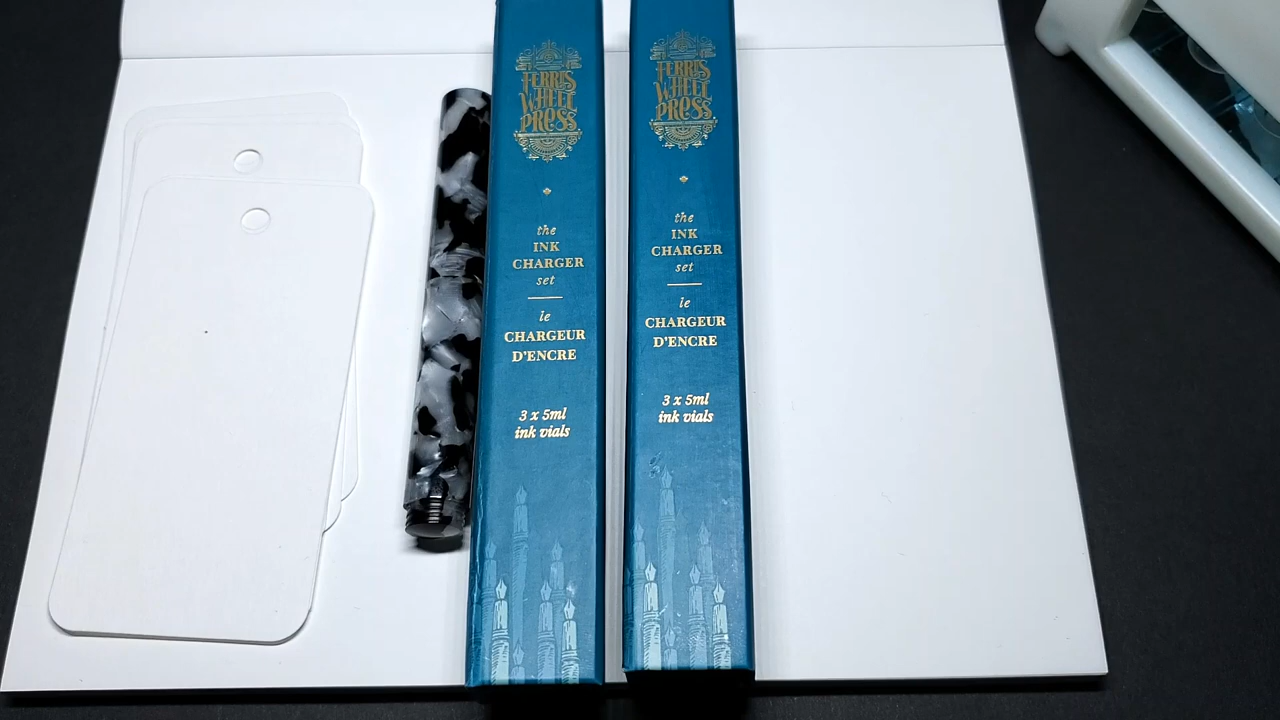 FERRIS
WHEEL
PRESS
the
INK
CHARGER
set
le
CHARGEUR
D'ENCRE
3 x 5ml
ink vials
FERRIS
WHEEL
PRESS
the
INK
CHARGER
set
le
CHARGEUR
D'ENCRE
3 x 5ml
ink vials